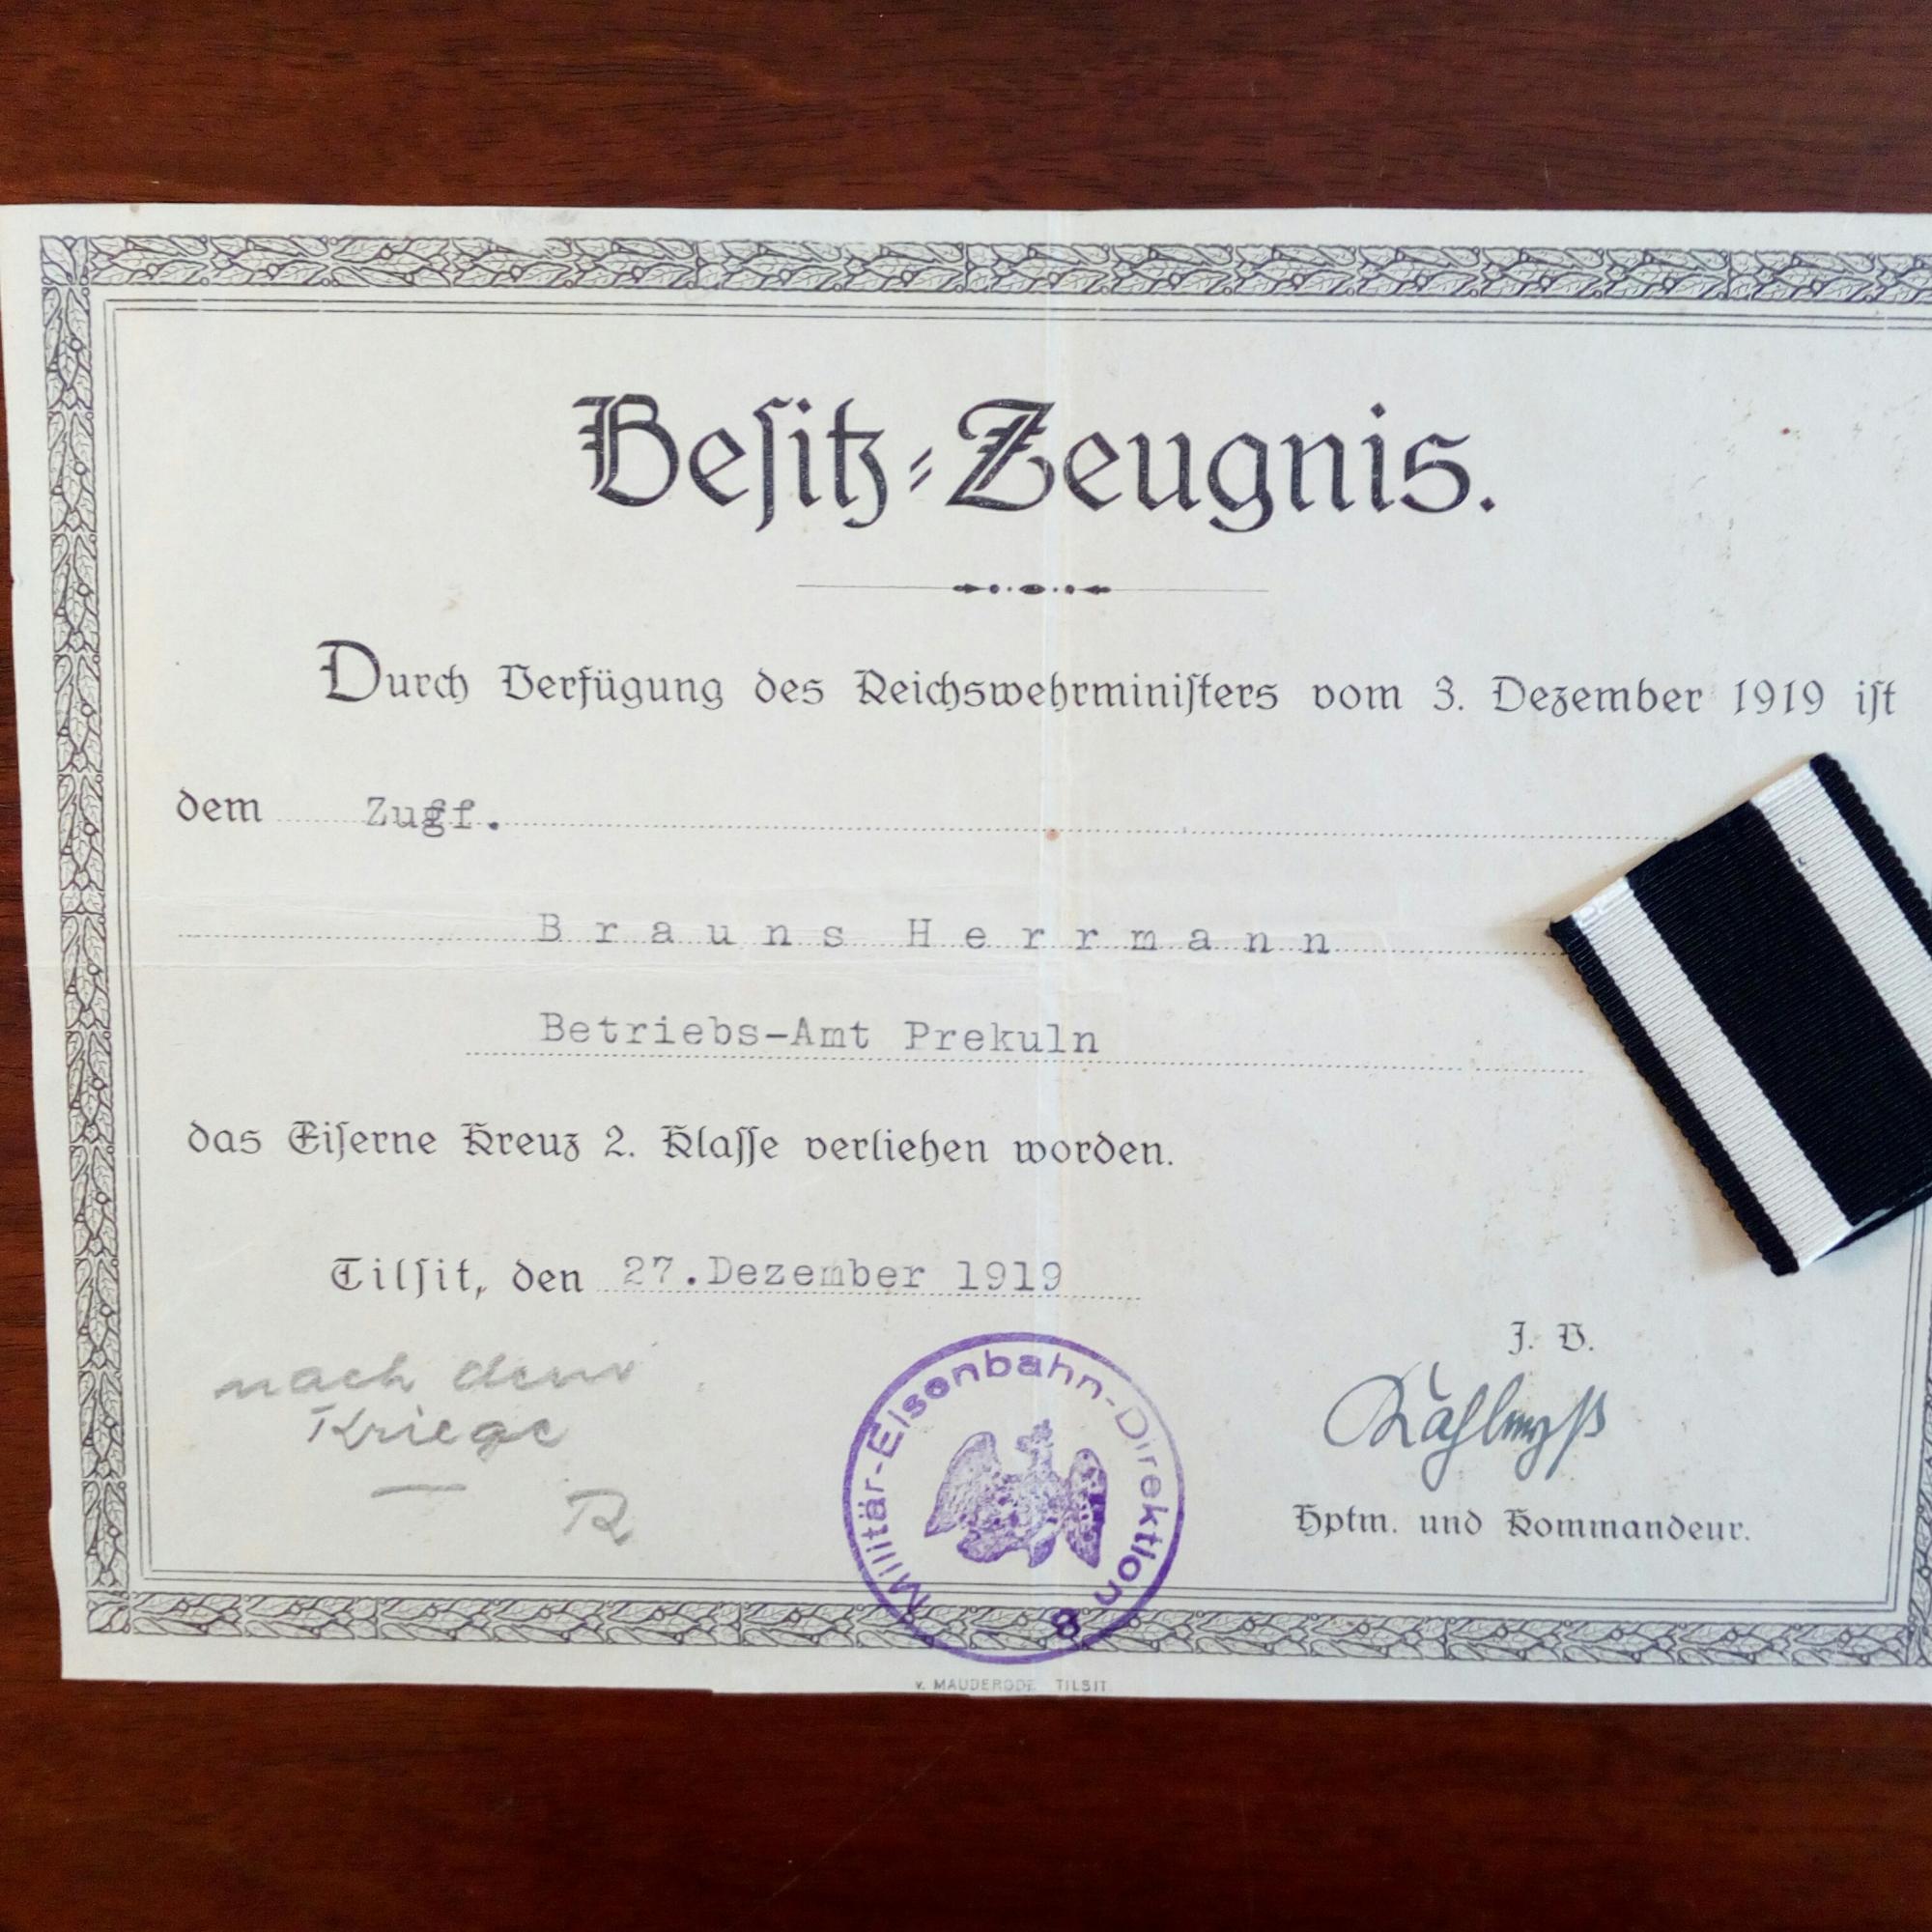 Beſitz-Zeugnis.
Durch Verfügung des Reichswehrminiſters vom 3. Dezember 1919 iſt
dem Zugf.
Brauns Herrmann
Betriebs-Amt Prekuln
das Eiſerne Kreuz 2. Klaſſe verliehen worden.
Tilſit, den 27.Dezember 1919
nach dem
Kriege
R
Militär-Eisenbahn-Direktion 8
J. V.
Hptm. und Kommandeur.
v. MAUDERODE TILSIT.